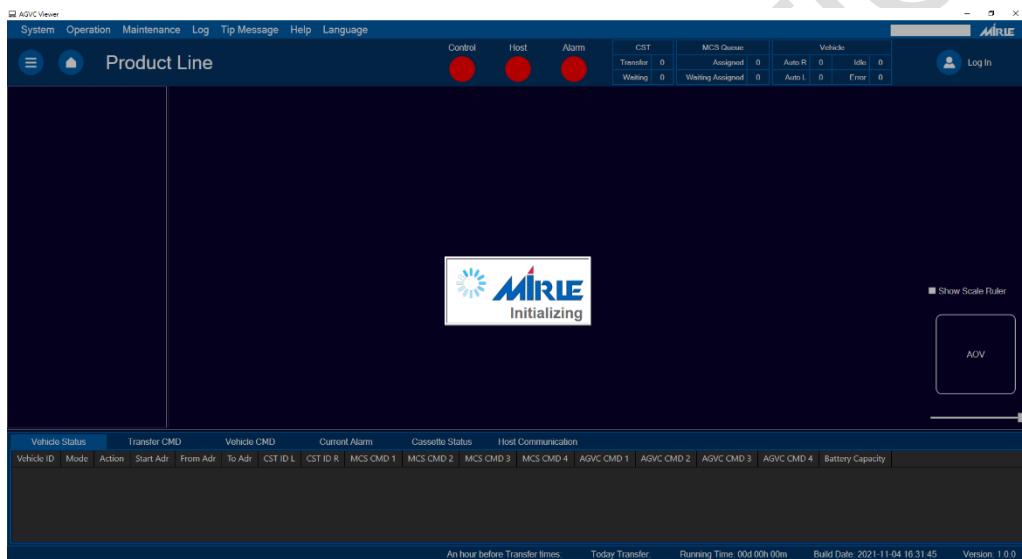 AGVC Viewer
System Operation Maintenance Log Tip Message Help Language
MIRLE
Product Line
Control Host Alarm
CST MCS Queue Vehicle
Transfer 0 Assigned 0 Auto R 0 Idle 0
Waiting 0 Waiting Assigned 0 Auto L 0 Error 0
Log In
MIRLE
Initializing
Show Scale Ruler
AOV
Vehicle Status Transfer CMD Vehicle CMD Current Alarm Cassette Status Host Communication
Vehicle ID Mode Action Start Adr From Adr To Adr CST ID L CST ID R MCS CMD 1 MCS CMD 2 MCS CMD 3 MCS CMD 4 AGVC CMD 1 AGVC CMD 2 AGVC CMD 3 AGVC CMD 4 Battery Capacity
An hour before Transfer times: Today Transfer: Running Time: 00d 00h 00m Build Date: 2021-11-04 16:31:45 Version: 1.0.0